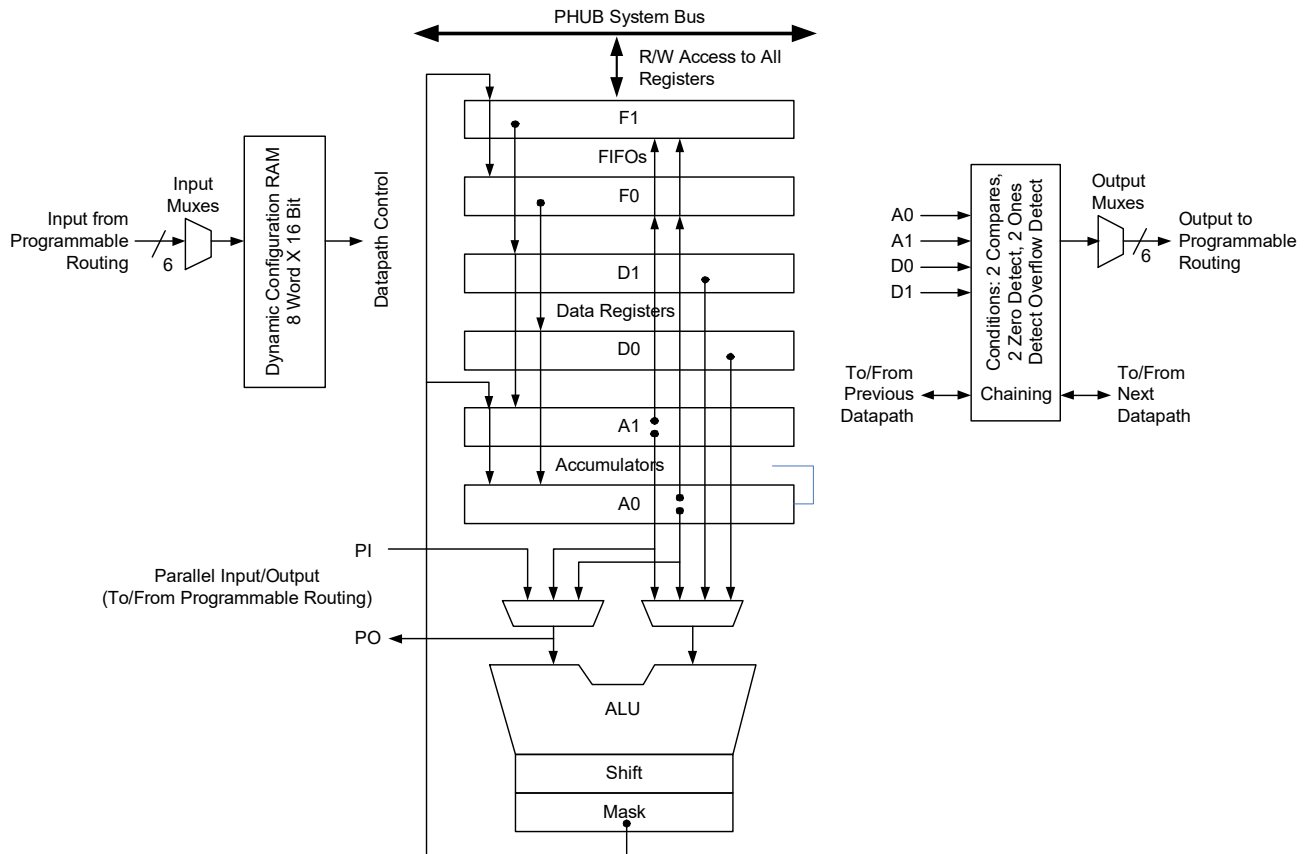 PHUB System Bus
R/W Access to All
Registers
F1
FIFOs
F0
D1
Data Registers
D0
A1
Accumulators
A0
Input from
Programmable
Routing
6
Input
Muxes
Dynamic Configuration RAM
8 Word X 16 Bit
Datapath Control
A0
A1
D0
D1
Conditions: 2 Compares,
2 Zero Detect, 2 Ones
Detect Overflow Detect
Output
Muxes
6
Output to
Programmable
Routing
To/From
Previous
Datapath
Chaining
To/From
Next
Datapath
PI
Parallel Input/Output
(To/From Programmable Routing)
PO
ALU
Shift
Mask